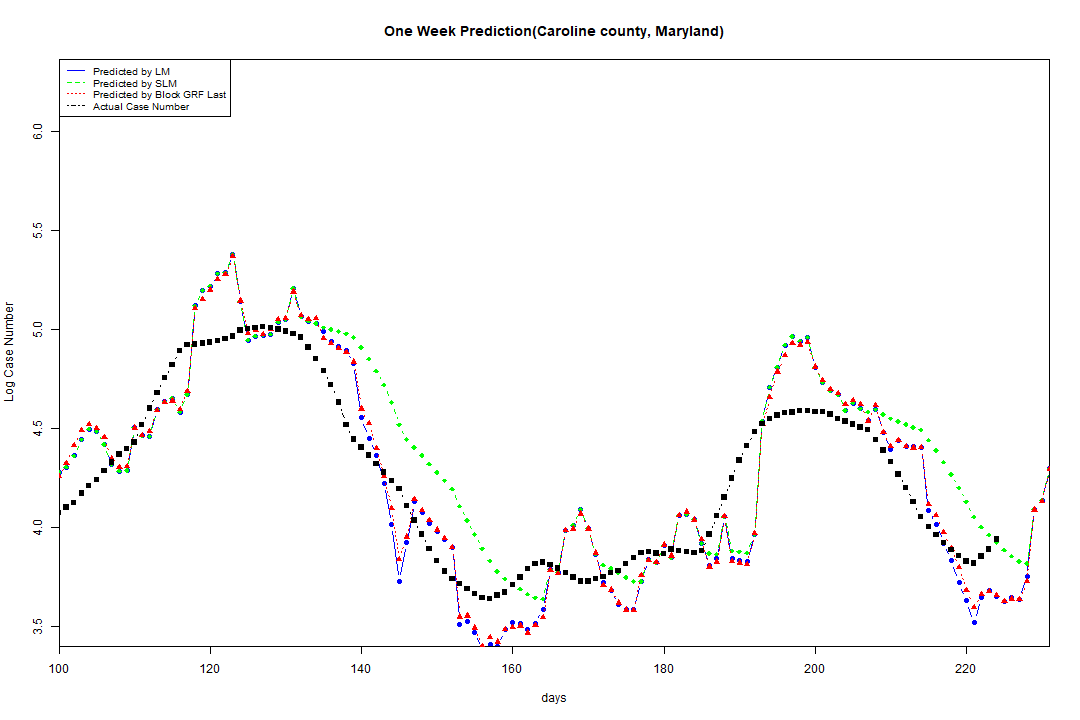 One Week Prediction(Caroline county, Maryland)
Predicted by LM
Predicted by SLM
Predicted by Block GRF Last
Actual Case Number
Log Case Number
6.0
5.5
5.0
4.5
4.0
3.5
100 120 140 160 180 200 220
days